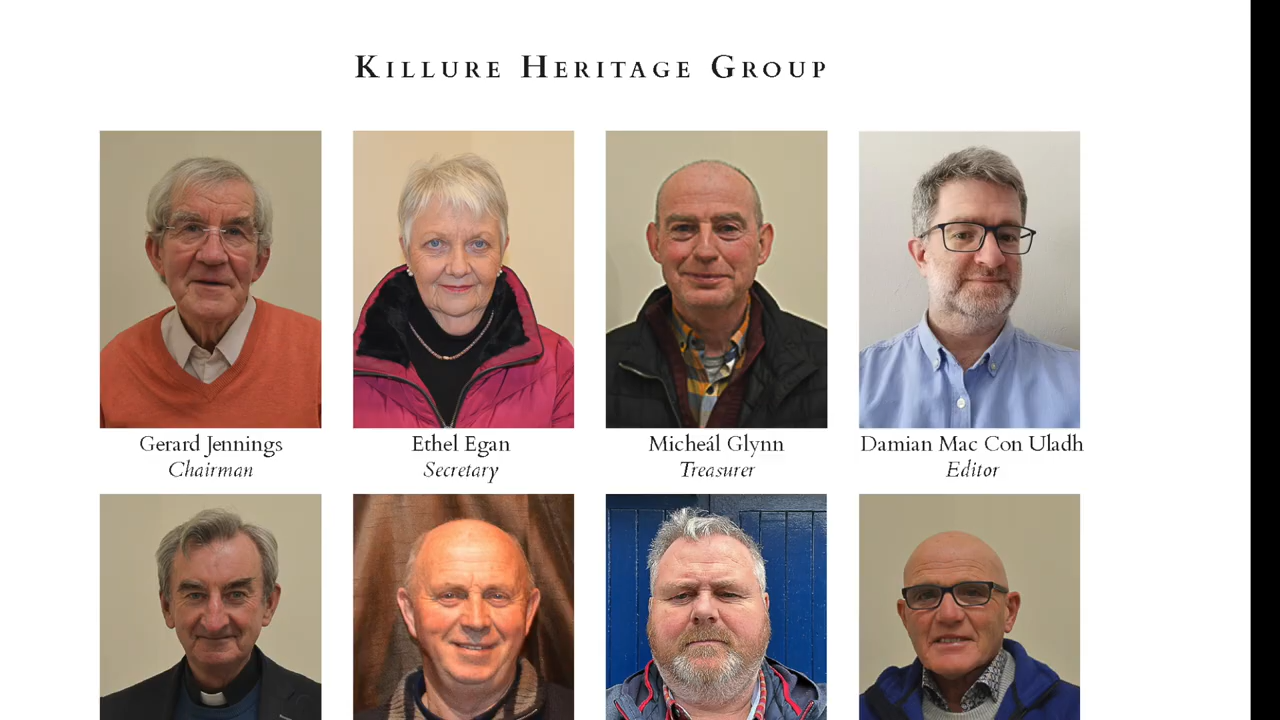 Killure Heritage Group
Gerard Jennings
Chairman
Ethel Egan
Secretary
Micheál Glynn
Treasurer
Damian Mac Con Uladh
Editor